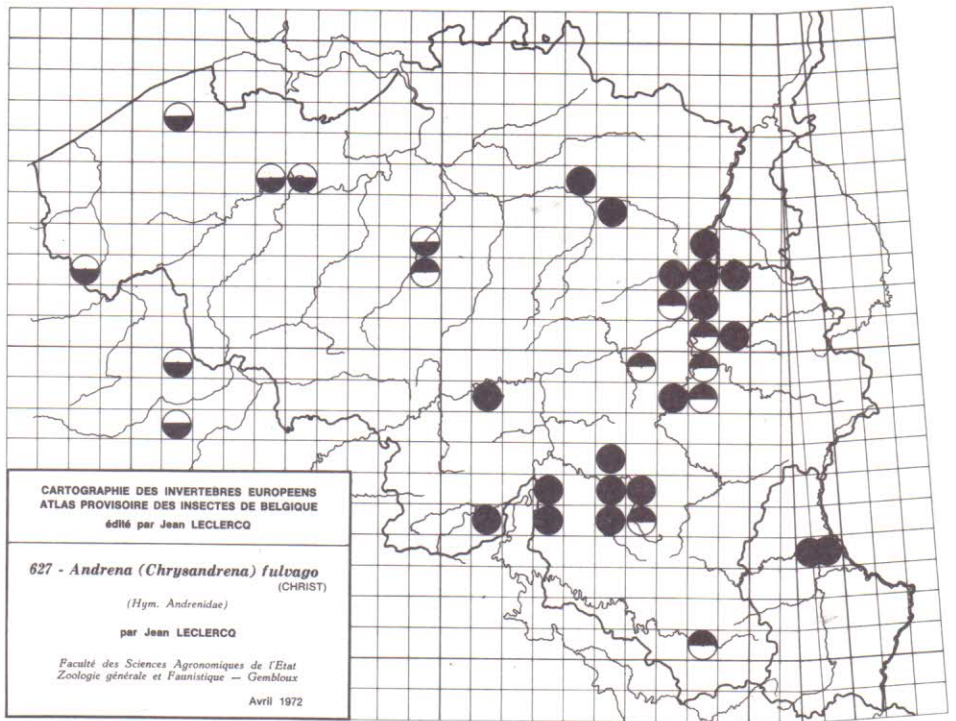 CARTOGRAPHIE DES INVERTEBRES EUROPEENS
ATLAS PROVISOIRE DES INSECTES DE BELGIQUE
édité par Jean LECLERCQ
627 - Andrena (Chrysandrena) fulvago
(CHRIST)
(Hym. Andrenidae)
par Jean LECLERCQ
Faculté des Sciences Agronomiques de l'Etat
Zoologie générale et Faunistique — Gembloux
Avril 1972